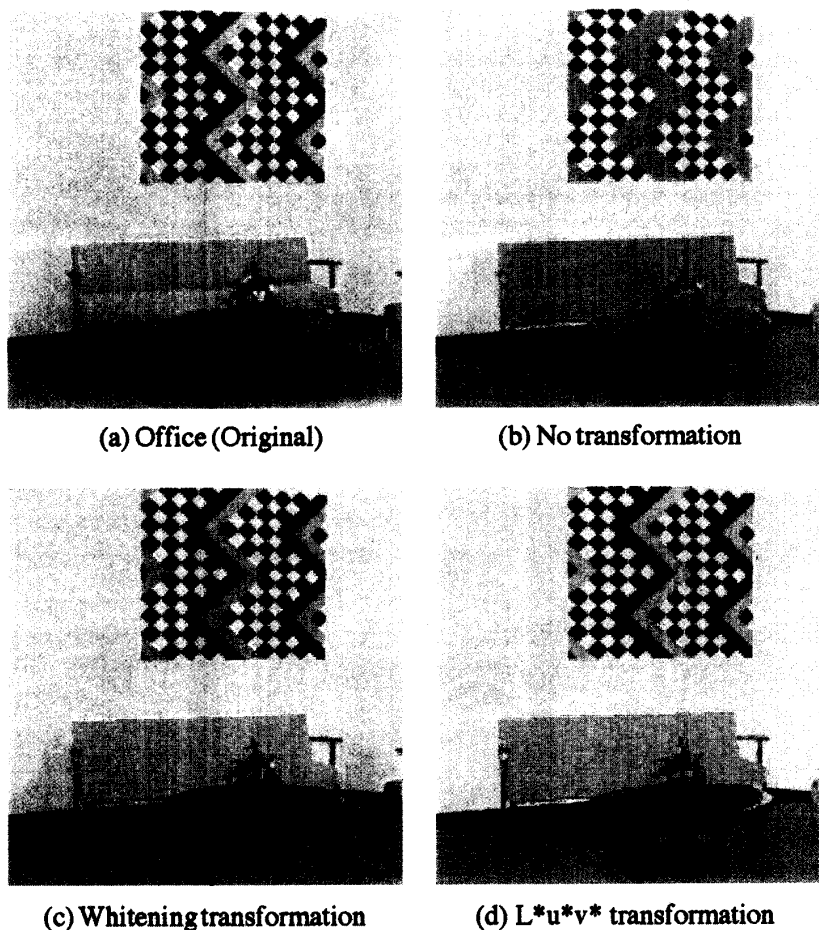 (a) Office (Original)
(b) No transformation
(c) Whitening transformation
(d) L*u*v* transformation